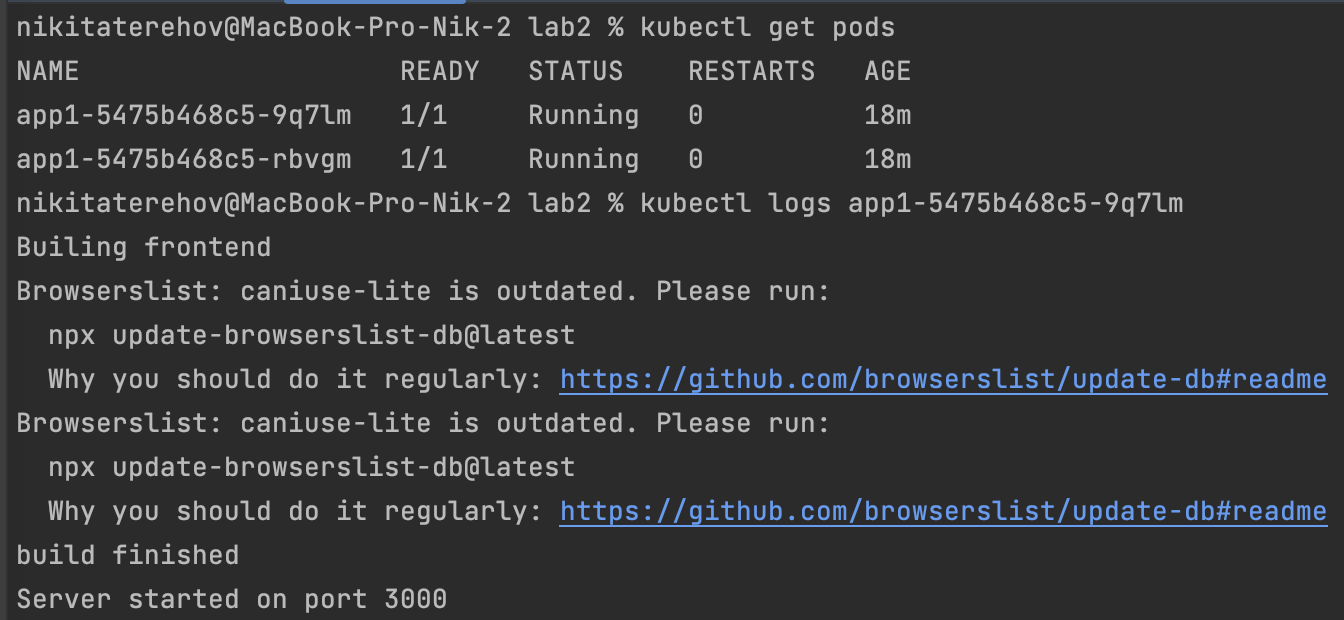 nikitaterehov@MacBook-Pro-Nik-2 lab2 % kubectl get pods
NAME                    READY   STATUS    RESTARTS   AGE
app1-5475b468c5-9q7lm   1/1     Running   0          18m
app1-5475b468c5-rbvgm   1/1     Running   0          18m
nikitaterehov@MacBook-Pro-Nik-2 lab2 % kubectl logs app1-5475b468c5-9q7lm
Builing frontend
Browserslist: caniuse-lite is outdated. Please run:
  npx update-browserslist-db@latest
  Why you should do it regularly: https://github.com/browserslist/update-db#readme
Browserslist: caniuse-lite is outdated. Please run:
  npx update-browserslist-db@latest
  Why you should do it regularly: https://github.com/browserslist/update-db#readme
build finished
Server started on port 3000